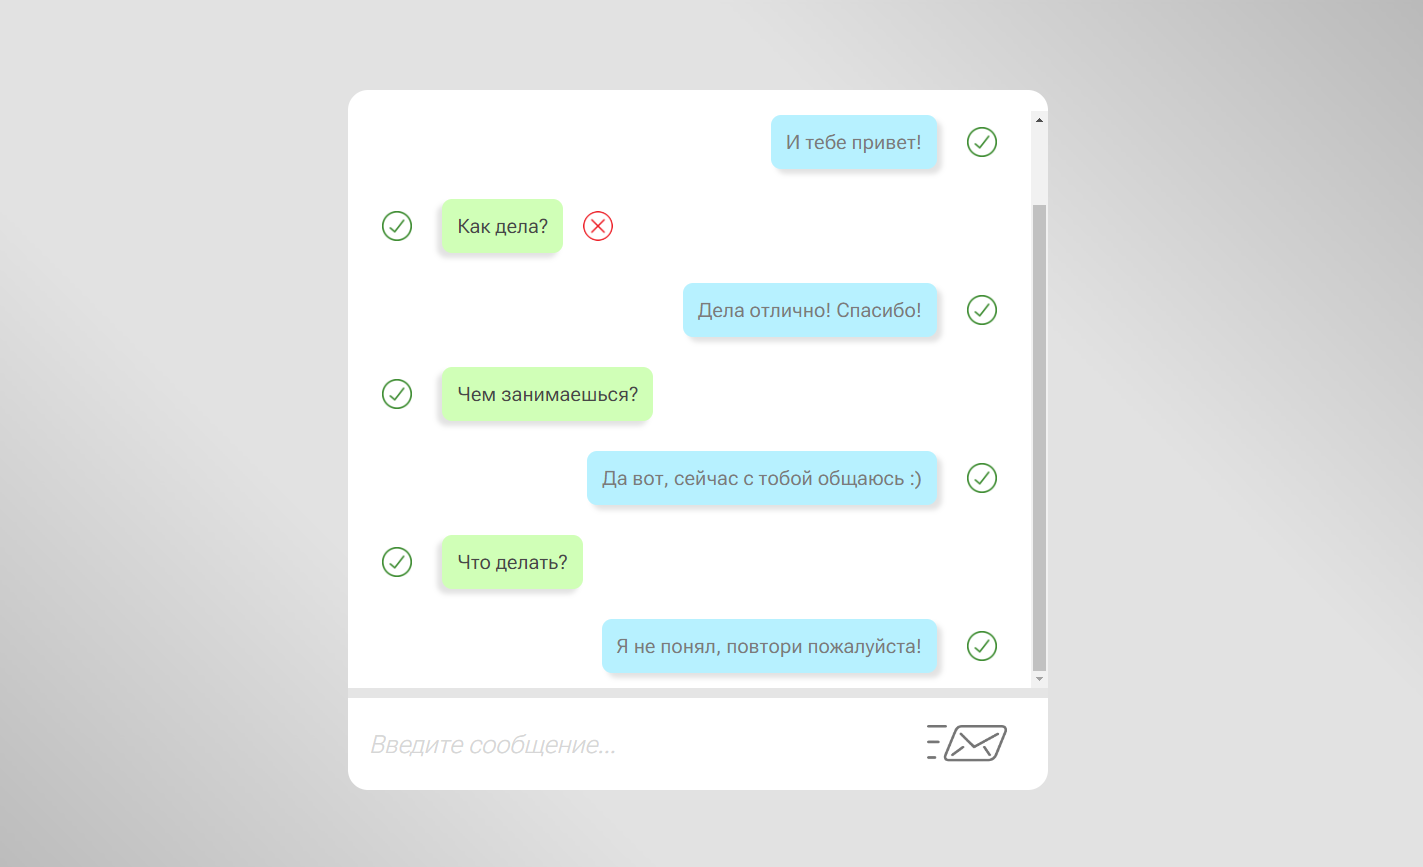 И тебе привет!
Как дела?
Дела отлично! Спасибо!
Чем занимаешься?
Да вот, сейчас с тобой общаюсь :)
Что делать?
Я не понял, повтори пожалуйста!
Введите сообщение...